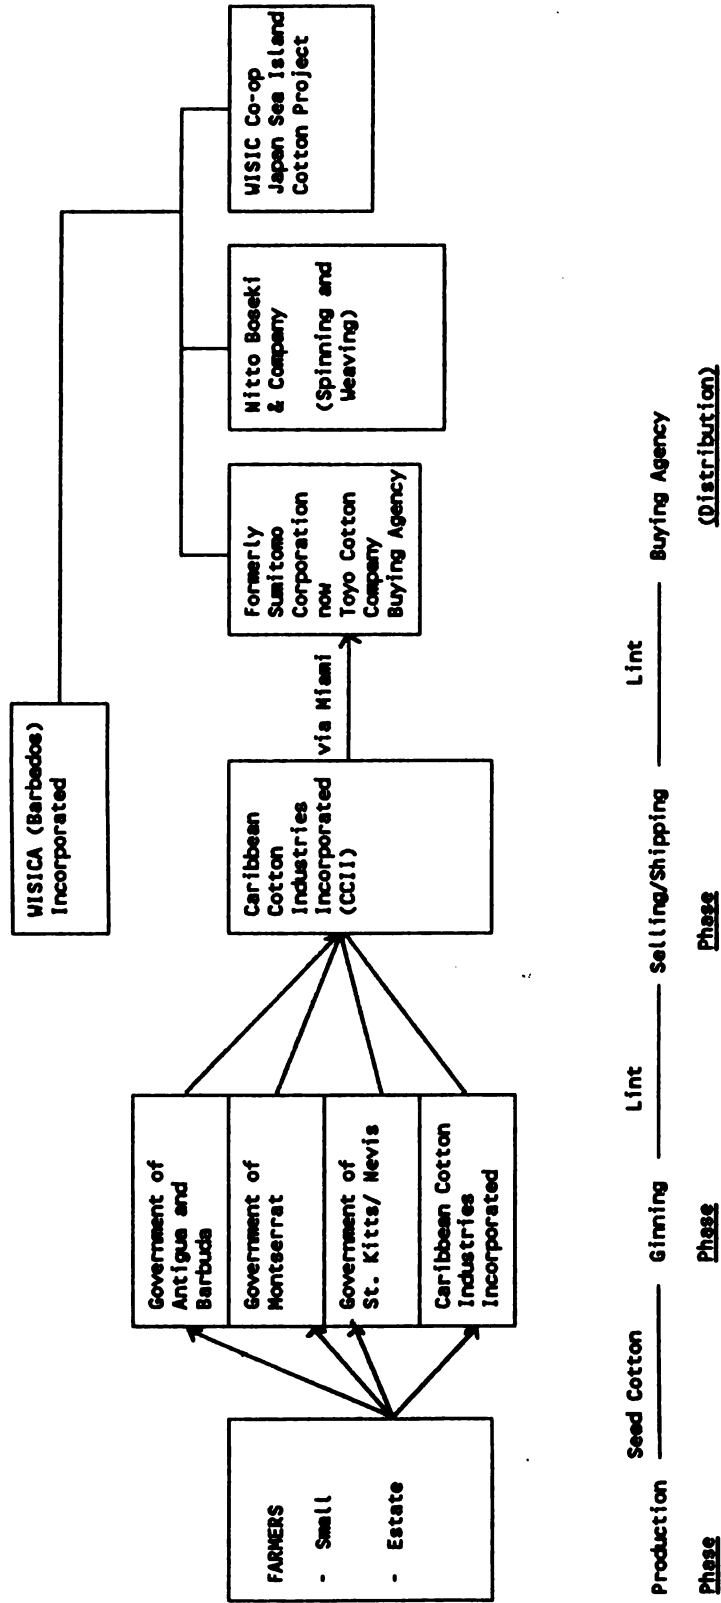 WISICA (Barbados)
Incorporated
FARMERS
- Small
- Estate
Government of
Antigua and
Barbuda
Government of
Montserrat
Government of
St. Kitts/ Nevis
Caribbean Cotton
Industries
Incorporated
Caribbean
Cotton
Industries
Incorporated
(CCII)
via Miami
Formerly
Sumitomo
Corporation
now
Toyo Cotton
Company
Buying Agency
Nitto Boseki
& Company
(Spinning and
Weaving)
WISIC Co-op
Japan Sea Island
Cotton Project
Seed Cotton
Lint
Lint
Production
Ginning
Selling/Shipping
Buying Agency
Phase
Phase
Phase
(Distribution)